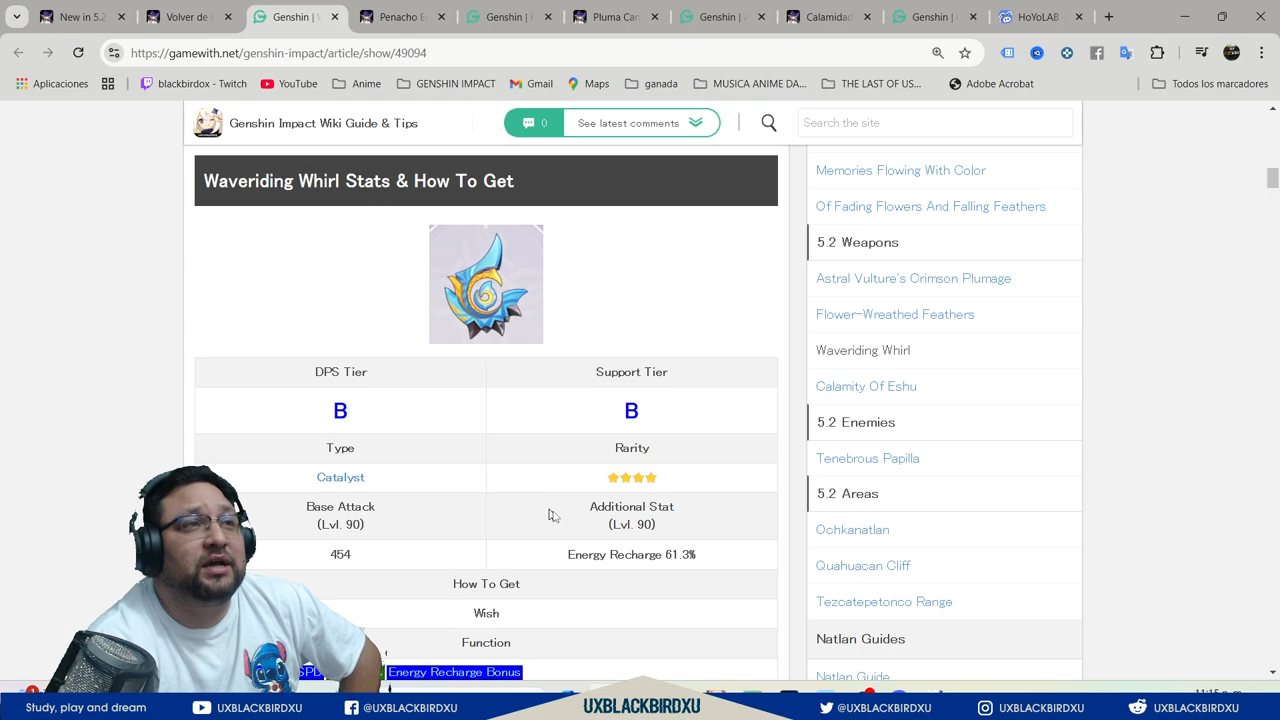 New in 5.2
Volver de
Genshin | \
Penacho E
Genshin |
Pluma Car
Genshin | 
Calamidad
Genshin |
HoYoLAB
https://gamewith.net/genshin-impact/article/show/49094
Aplicaciones
blackbirdox - Twitch
YouTube
Anime
GENSHIN IMPACT
Gmail
Maps
ganada
MUSICA ANIME DA...
THE LAST OF US...
Adobe Acrobat
Todos los marcadores
Genshin Impact Wiki Guide & Tips
0
See latest comments
Search the site
Waveriding Whirl Stats & How To Get
DPS Tier
Support Tier
B
B
Type
Rarity
Catalyst
Base Attack
(Lvl. 90)
Additional Stat
(Lvl. 90)
454
Energy Recharge 61.3%
How To Get
Wish
Function
SPD
Energy Recharge Bonus
Memories Flowing With Color
Of Fading Flowers And Falling Feathers
5.2 Weapons
Astral Vulture's Crimson Plumage
Flower-Wreathed Feathers
Waveriding Whirl
Calamity Of Eshu
5.2 Enemies
Tenebrous Papilla
5.2 Areas
Ochkanatlan
Quahuacan Cliff
Tezcatepetonco Range
Natlan Guides
Natlan Guide
11:15 p. m.
Study, play and dream
UXBLACKBIRDXU
@UXBLACKBIRDXU
UXBLACKBIRDXU
@UXBLACKBIRDXU
UXBLACKBIRDXU
UXBLACKBIRDXU